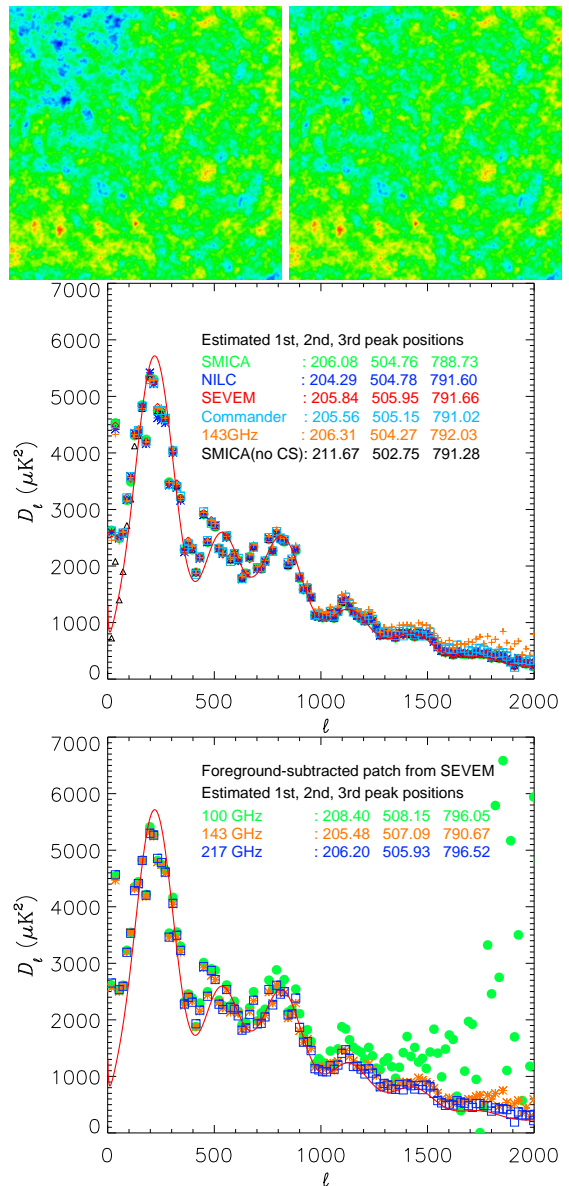 7000
6000
5000
4000
3000
2000
1000
0
D_ℓ (μK²)
Estimated 1st, 2nd, 3rd peak positions
SMICA : 206.08 504.76 788.73
NILC : 204.29 504.78 791.60
SEVEM : 205.84 505.95 791.66
Commander : 205.56 505.15 791.02
143GHz : 206.31 504.27 792.03
SMICA(no CS): 211.67 502.75 791.28
0 500 1000 1500 2000
ℓ
7000
6000
5000
4000
3000
2000
1000
0
D_ℓ (μK²)
Foreground-subtracted patch from SEVEM
Estimated 1st, 2nd, 3rd peak positions
100 GHz : 208.40 508.15 796.05
143 GHz : 205.48 507.09 790.67
217 GHz : 206.20 505.93 796.52
0 500 1000 1500 2000
ℓ